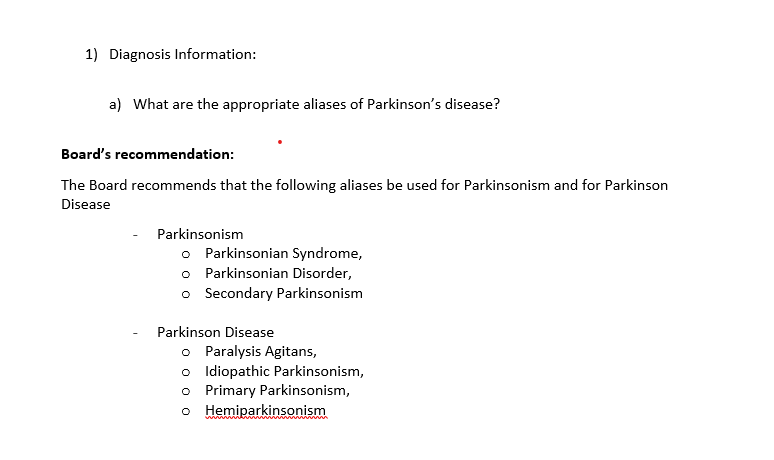 1) Diagnosis Information:
a) What are the appropriate aliases of Parkinson’s disease?
Board’s recommendation:
The Board recommends that the following aliases be used for Parkinsonism and for Parkinson
Disease
- Parkinsonism
o Parkinsonian Syndrome,
o Parkinsonian Disorder,
o Secondary Parkinsonism
- Parkinson Disease
o Paralysis Agitans,
o Idiopathic Parkinsonism,
o Primary Parkinsonism,
o Hemiparkinsonism